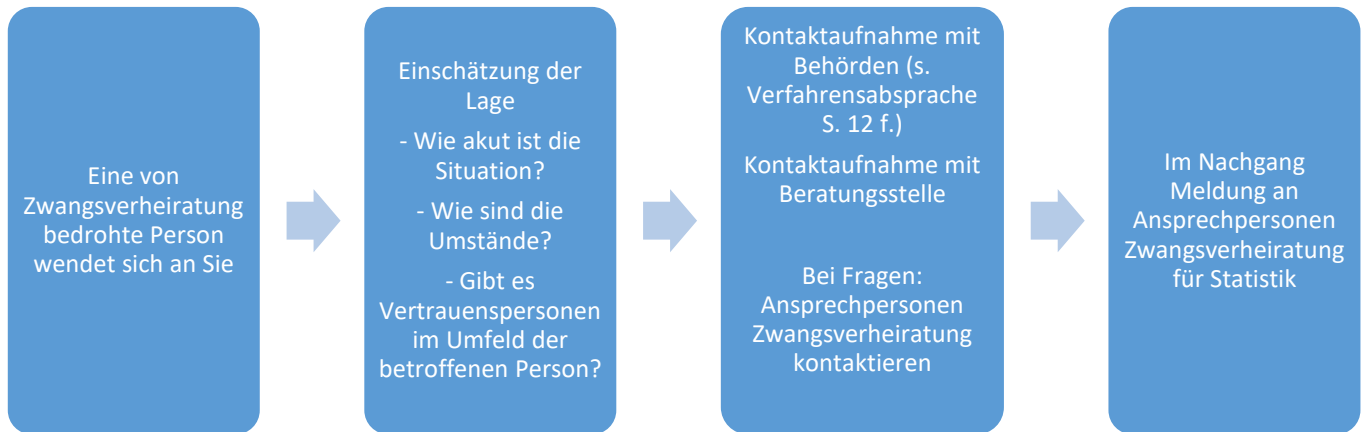 Eine von
Zwangsverheiratung
bedrohte Person
wendet sich an Sie
Einschätzung der
Lage
- Wie akut ist die
Situation?
- Wie sind die
Umstände?
- Gibt es
Vertrauenspersonen
im Umfeld der
betroffenen Person?
Kontaktaufnahme mit
Behörden (s.
Verfahrensabsprache
S. 12 f.)
Kontaktaufnahme mit
Beratungsstelle
Bei Fragen:
Ansprechpersonen
Zwangsverheiratung
kontaktieren
Im Nachgang
Meldung an
Ansprechpersonen
Zwangsverheiratung
für Statistik